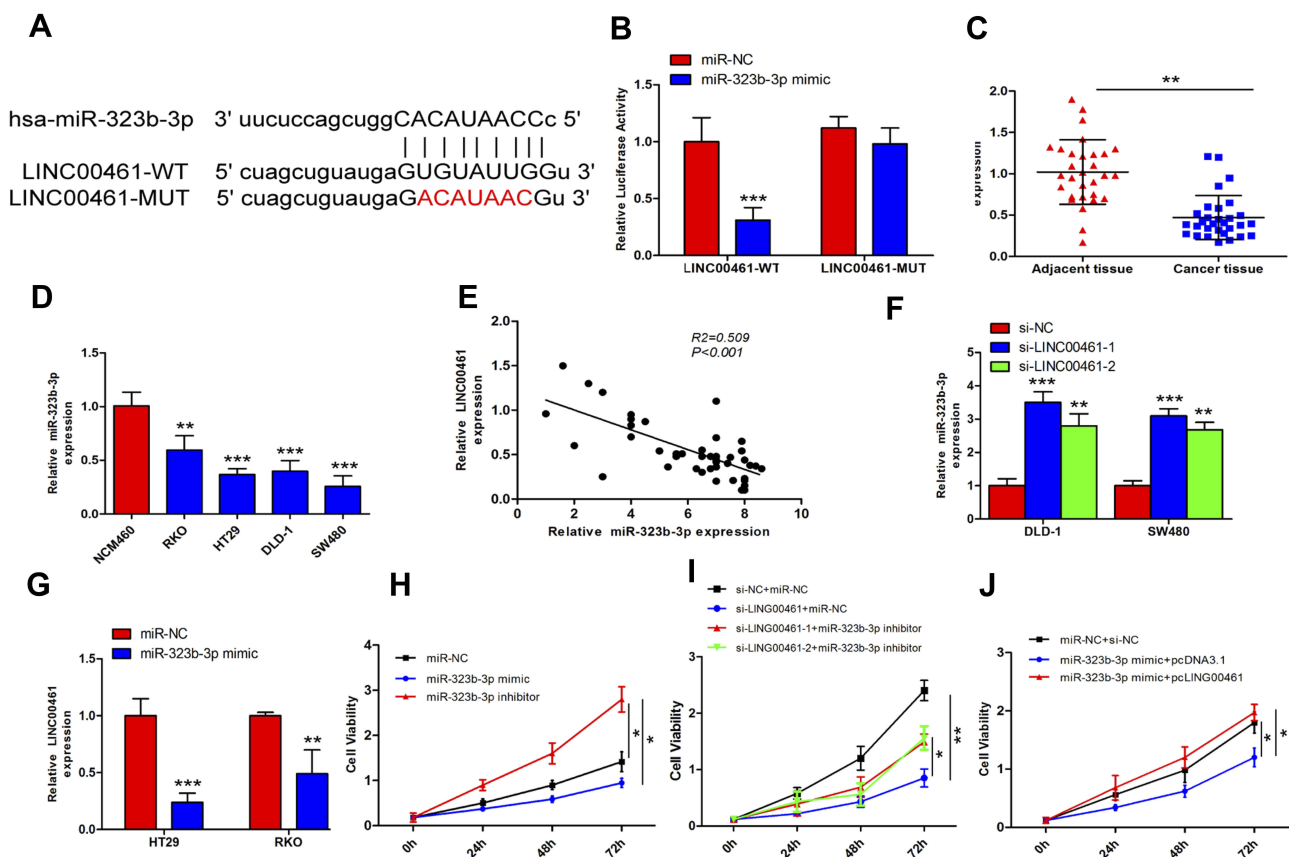 A
hsa-miR-323b-3p 3' uucuccagcuggCACAUAACCc 5'
LINC00461-WT 5' cuagcuguaugaGUGUAUUGGu 3'
LINC00461-MUT 5' cuagcuguaugaGACAUAACGu 3'
B
miR-NC
miR-323b-3p mimic
Relative Luciferase Activity
1.5
1.0
0.5
0.0
***
LINC00461-WT
LINC00461-MUT
C
**
expression
2.0
1.5
1.0
0.5
0.0
Adjacent tissue
Cancer tissue
D
Relative miR-323b-3p
expression
1.5
1.0
0.5
0.0
**
***
***
***
NCM460
RKO
HT29
DLD-1
SW480
E
Relative LINC00461
expression
2.0
1.5
1.0
0.5
0.0
R2=0.509
P<0.001
0 2 4 6 8 10
Relative miR-323b-3p expression
F
si-NC
si-LINC00461-1
si-LINC00461-2
Relative miR-323b-3p
expression
5
4
3
2
1
0
***
**
***
**
DLD-1
SW480
G
miR-NC
miR-323b-3p mimic
Relative LINC00461
expression
1.5
1.0
0.5
0.0
***
**
HT29
RKO
H
miR-NC
miR-323b-3p mimic
miR-323b-3p inhibitor
Cell Viability
4
3
2
1
0
*
*
0h
24h
48h
72h
I
si-NC+miR-NC
si-LING00461+miR-NC
si-LING00461-1+miR-323b-3p inhibitor
si-LING00461-2+miR-323b-3p inhibitor
Cell Viability
3
2
1
0
*
**
0h
24h
48h
72h
J
miR-NC+si-NC
miR-323b-3p mimic+pcDNA3.1
miR-323b-3p mimic+pcLING00461
Cell Viability
3
2
1
0
*
*
0h
24h
48h
72h